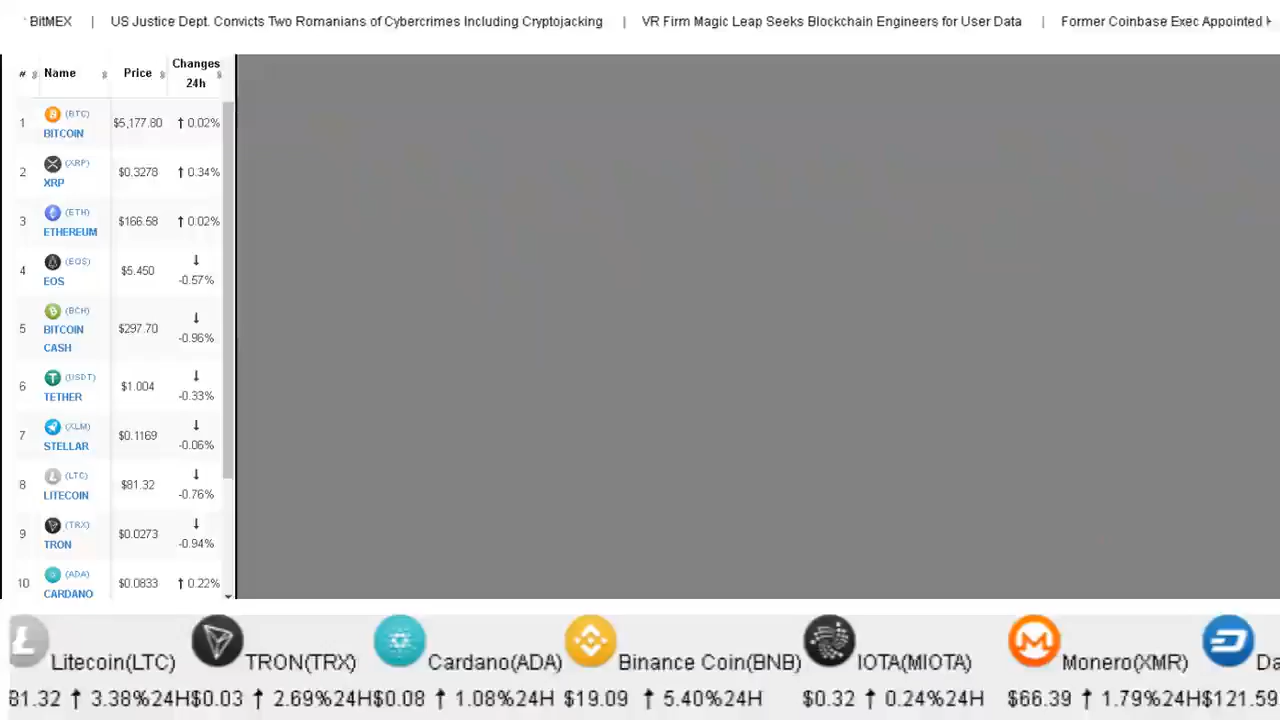 BitMEX | US Justice Dept. Convicts Two Romanians of Cybercrimes Including Cryptojacking | VR Firm Magic Leap Seeks Blockchain Engineers for User Data | Former Coinbase Exec Appointed
# Name Price Changes 24h
1 (BTC) BITCOIN $5,177.80 ↑ 0.02%
2 (XRP) XRP $0.3278 ↑ 0.34%
3 (ETH) ETHEREUM $166.58 ↑ 0.02%
4 (EOS) EOS $5.450 ↓ -0.57%
5 (BCH) BITCOIN CASH $297.70 ↓ -0.96%
6 (USDT) TETHER $1.004 ↓ -0.33%
7 (XLM) STELLAR $0.1169 ↓ -0.06%
8 (LTC) LITECOIN $81.32 ↓ -0.76%
9 (TRX) TRON $0.0273 ↓ -0.94%
10 (ADA) CARDANO $0.0833 ↑ 0.22%
Litecoin(LTC) TRON(TRX) Cardano(ADA) Binance Coin(BNB) IOTA(MIOTA) Monero(XMR) Da
81.32 ↑ 3.38%24H $0.03 ↑ 2.69%24H $0.08 ↑ 1.08%24H $19.09 ↑ 5.40%24H $0.32 ↑ 0.24%24H $66.39 ↑ 1.79%24H $121.59